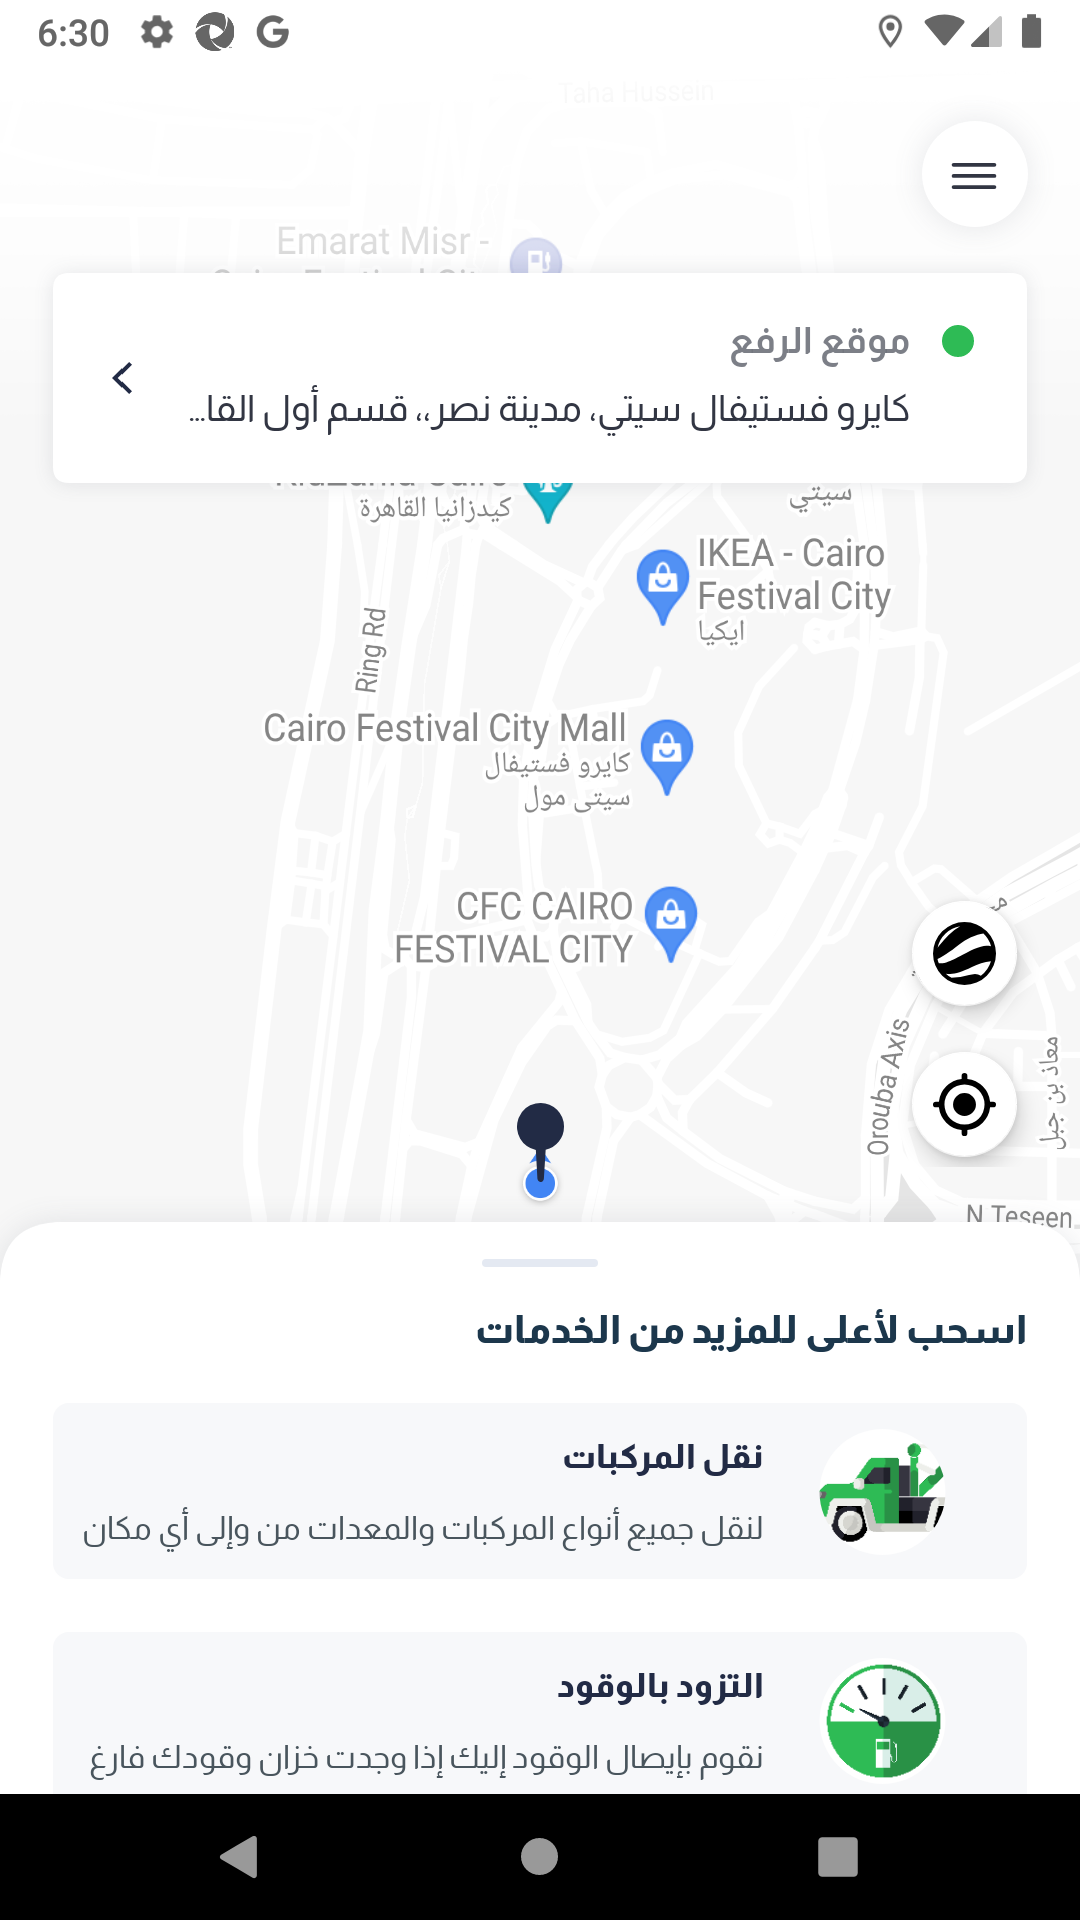 6:30
Taha Hussein
Emarat Misr -
موقع الرفع
كايرو فستيفال سيتي، مدينة نصر،، قسم أول القا...
كيدزانيا القاهرة
سيتي
IKEA - Cairo
Festival City
ايكيا
Ring Rd
Cairo Festival City Mall
كايرو فستيفال
سيتى مول
CFC CAIRO
FESTIVAL CITY
Orouba Axis
معاذ بن جبل
N Teseen
اسحب لأعلى للمزيد من الخدمات
نقل المركبات
لنقل جميع أنواع المركبات والمعدات من وإلى أي مكان
التزود بالوقود
نقوم بإيصال الوقود إليك إذا وجدت خزان وقودك فارغ